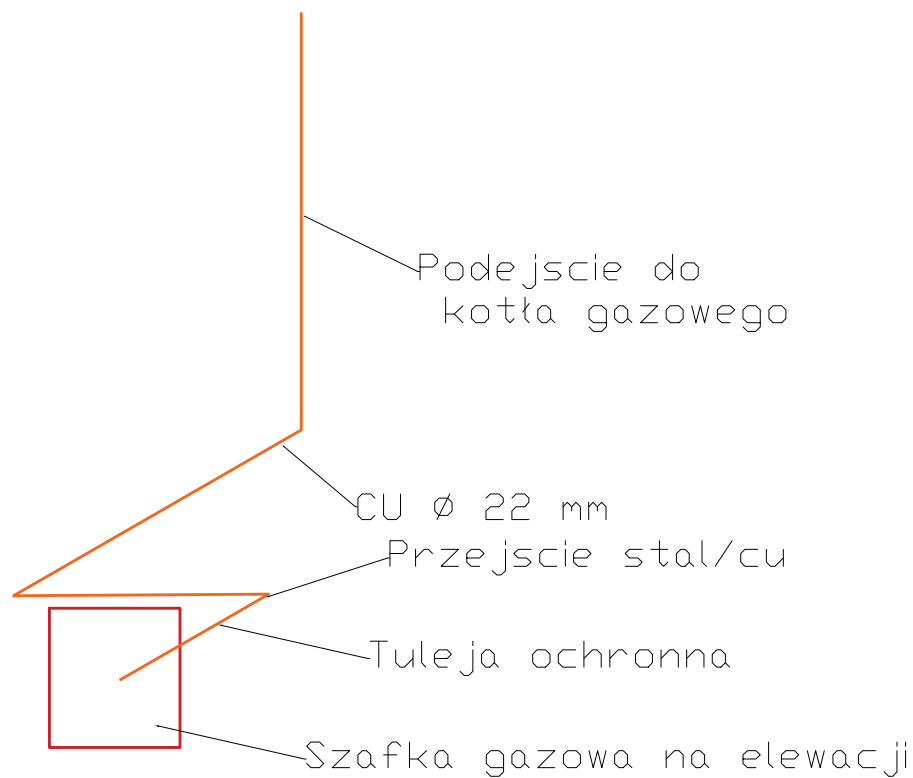 Podejscie do
kotła gazowego
CU Ø 22 mm
Przejscie stal/cu
Tuleja ochronna
Szafka gazowa na elewacji